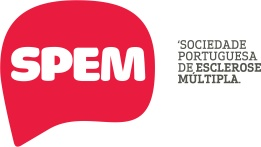 SPEM
'SOCIEDADE
PORTUGUESA
DE ESCLEROSE
MÚLTIPLA.